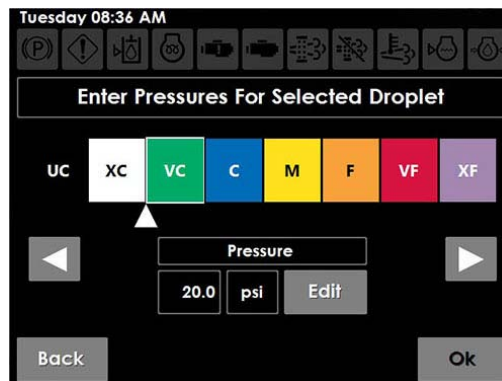 Tuesday 08:36 AM
Enter Pressures For Selected Droplet
UC XC VC C M F VF XF
Pressure
20.0 psi Edit
Back Ok